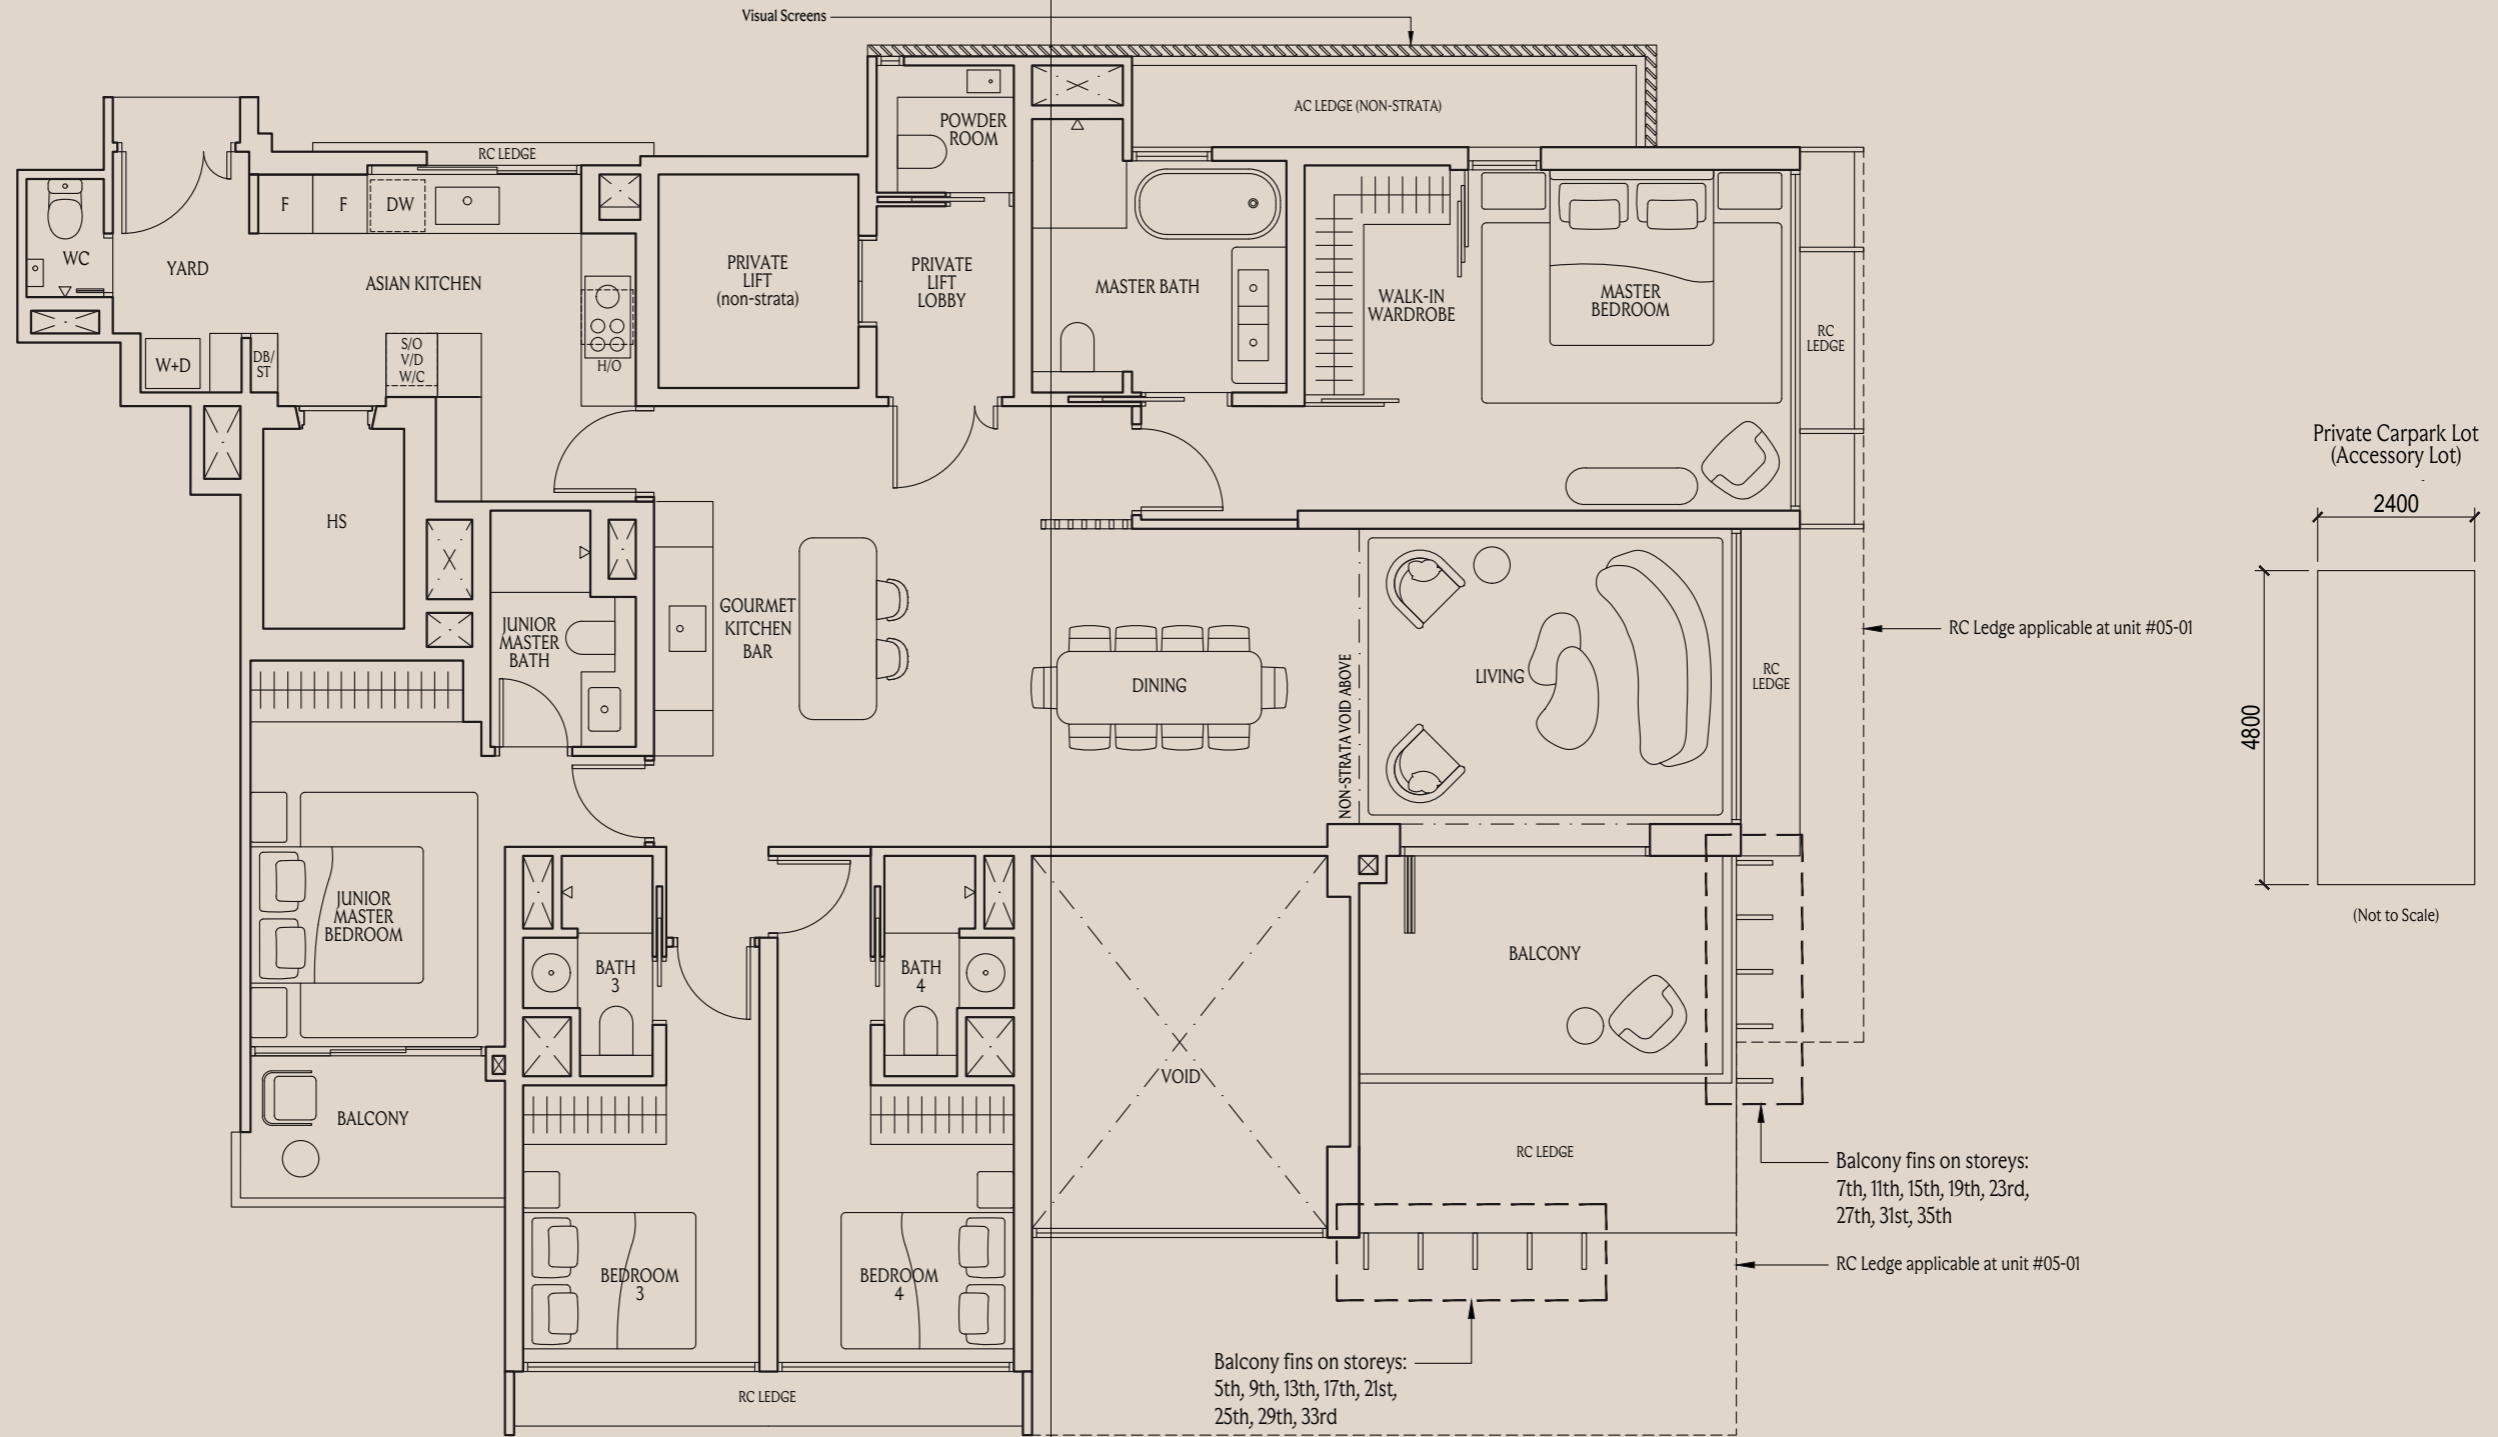 Visual Screens
AC LEDGE (NON-STRATA)
POWDER
ROOM
RC LEDGE
F
F
DW
WC
YARD
ASIAN KITCHEN
PRIVATE
LIFT
(non-strata)
PRIVATE
LIFT
LOBBY
MASTER BATH
WALK-IN
WARDROBE
MASTER
BEDROOM
RC
LEDGE
W+D
DB/
ST
S/O
V/D
W/C
H/O
Private Carpark Lot
(Accessory Lot)
2400
4800
(Not to Scale)
HS
JUNIOR
MASTER
BATH
GOURMET
KITCHEN
BAR
DINING
NON-STRATA VOID ABOVE
LIVING
RC
LEDGE
RC Ledge applicable at unit #05-01
JUNIOR
MASTER
BEDROOM
BATH
3
BATH
4
BALCONY
VOID
BALCONY
RC LEDGE
Balcony fins on storeys:
7th, 11th, 15th, 19th, 23rd,
27th, 31st, 35th
RC Ledge applicable at unit #05-01
BEDROOM
3
BEDROOM
4
Balcony fins on storeys:
5th, 9th, 13th, 17th, 21st,
25th, 29th, 33rd
RC LEDGE